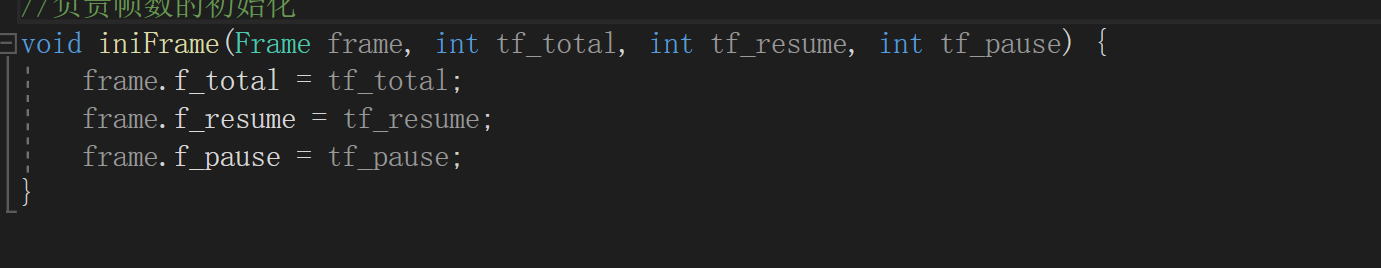 //负责帧数的初始化
void iniFrame(Frame frame, int tf_total, int tf_resume, int tf_pause) {
frame.f_total = tf_total;
frame.f_resume = tf_resume;
frame.f_pause = tf_pause;
}